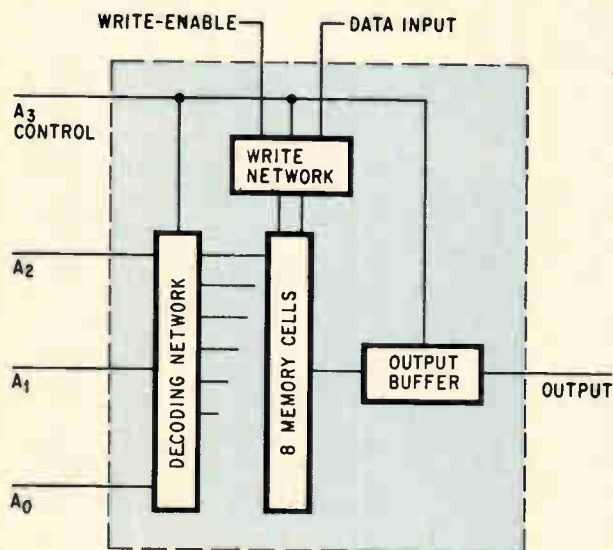 WRITE-ENABLE
DATA INPUT
A3
CONTROL
WRITE
NETWORK
A2
DECODING NETWORK
8 MEMORY CELLS
OUTPUT
BUFFER
A1
OUTPUT
A0